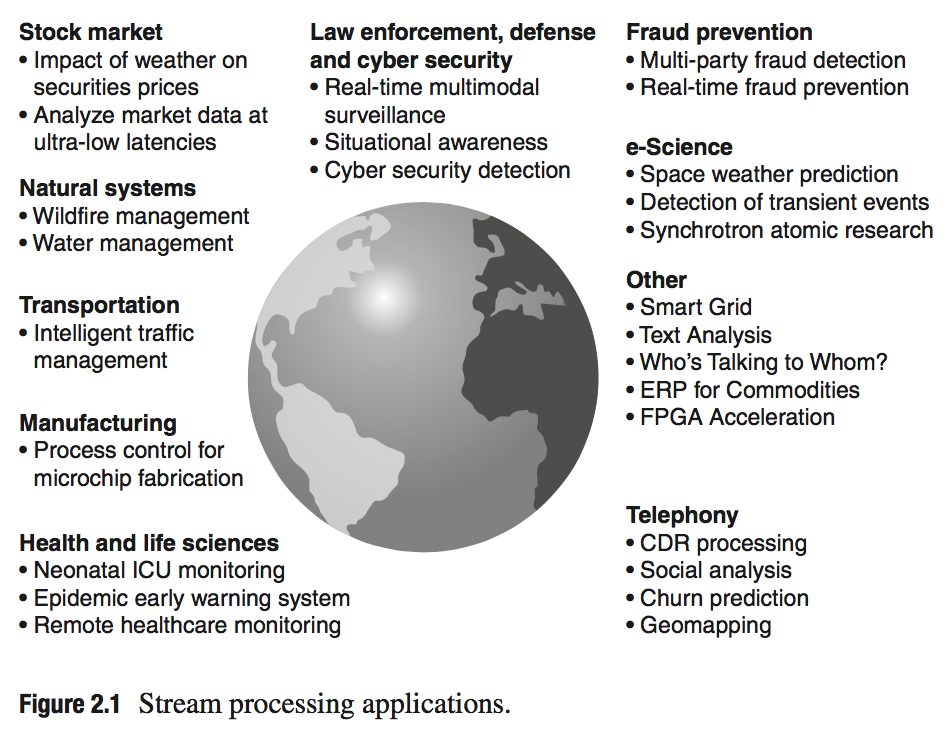 Stock market
• Impact of weather on
securities prices
• Analyze market data at
ultra-low latencies
Natural systems
• Wildfire management
• Water management
Transportation
• Intelligent traffic
management
Manufacturing
• Process control for
microchip fabrication
Health and life sciences
• Neonatal ICU monitoring
• Epidemic early warning system
• Remote healthcare monitoring
Law enforcement, defense
and cyber security
• Real-time multimodal
surveillance
• Situational awareness
• Cyber security detection
Fraud prevention
• Multi-party fraud detection
• Real-time fraud prevention
e-Science
• Space weather prediction
• Detection of transient events
• Synchrotron atomic research
Other
• Smart Grid
• Text Analysis
• Who's Talking to Whom?
• ERP for Commodities
• FPGA Acceleration
Telephony
• CDR processing
• Social analysis
• Churn prediction
• Geomapping
Figure 2.1 Stream processing applications.